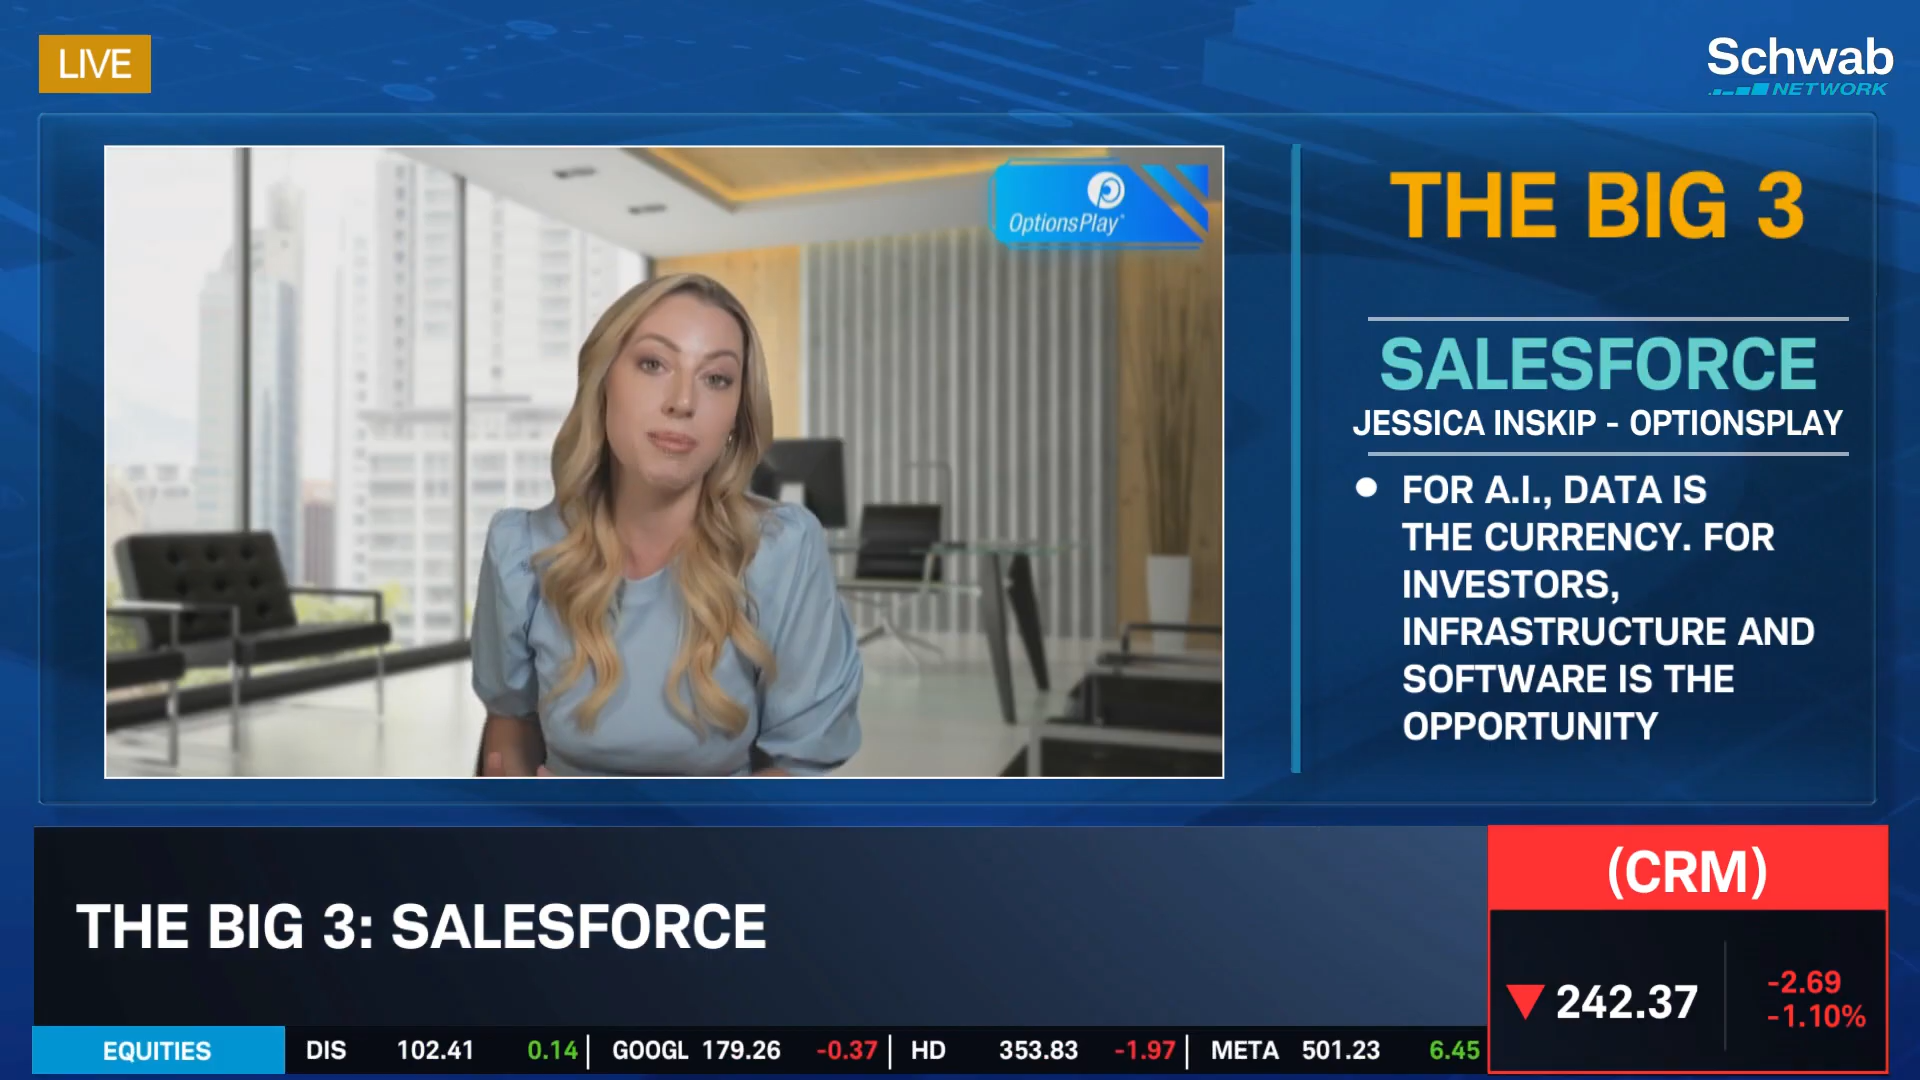 LIVE
Schwab
NETWORK
OptionsPlay
THE BIG 3
SALESFORCE
JESSICA INSKIP - OPTIONSPLAY
● FOR A.I., DATA IS
THE CURRENCY. FOR
INVESTORS,
INFRASTRUCTURE AND
SOFTWARE IS THE
OPPORTUNITY
THE BIG 3: SALESFORCE
(CRM)
▼ 242.37
-2.69
-1.10%
EQUITIES DIS 102.41 0.14 | GOOGL 179.26 -0.37 | HD 353.83 -1.97 | META 501.23 6.45